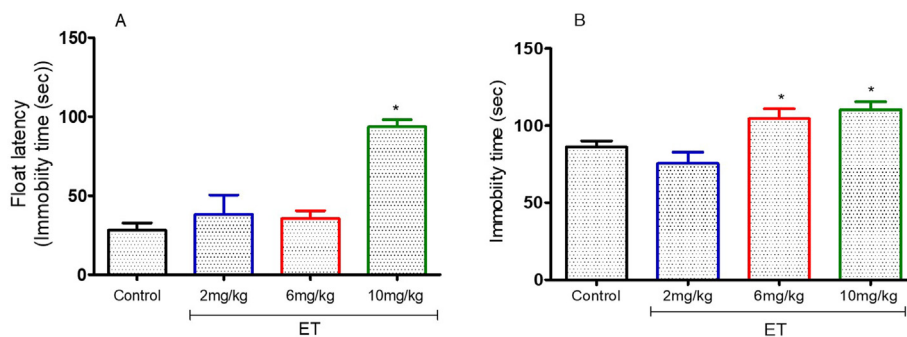 A
Float latency
(Immobiity time (sec))
150
100
50
0
*
Control
2mg/kg
6mg/kg
10mg/kg
ET
B
Immobiity time (sec)
150
100
50
0
*
*
Control
2mg/kg
6mg/kg
10mg/kg
ET